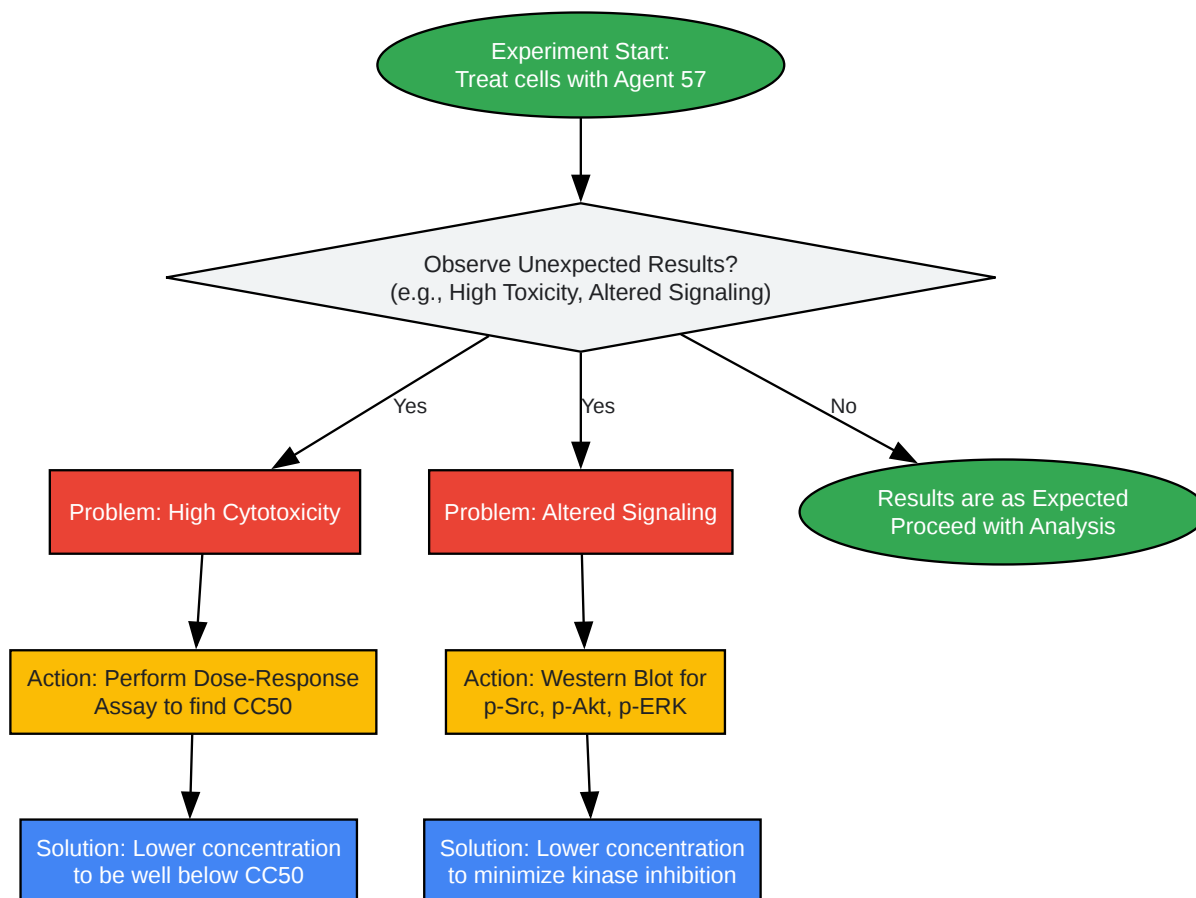 Experiment Start:
Treat cells with Agent 57
Observe Unexpected Results?
(e.g., High Toxicity, Altered Signaling)
Yes
Yes
No
Problem: High Cytotoxicity
Problem: Altered Signaling
Results are as Expected
Proceed with Analysis
Action: Perform Dose-Response
Assay to find CC50
Action: Western Blot for
p-Src, p-Akt, p-ERK
Solution: Lower concentration
to be well below CC50
Solution: Lower concentration
to minimize kinase inhibition